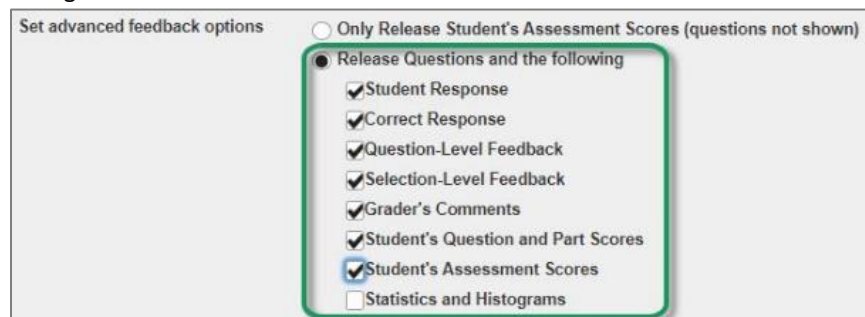 Set advanced feedback options Only Release Student's Assessment Scores (questions not shown)
Release Questions and the following
Student Response
Correct Response
Question-Level Feedback
Selection-Level Feedback
Grader's Comments
Student's Question and Part Scores
Student's Assessment Scores
Statistics and Histograms